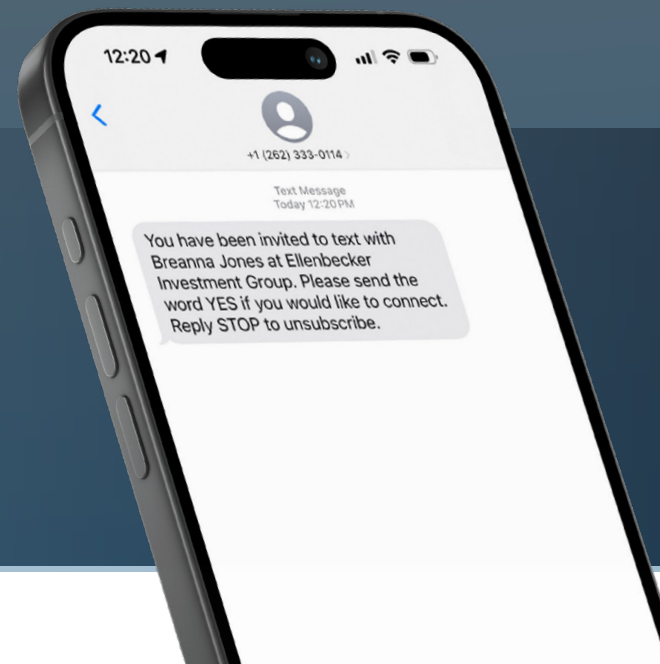 12:20
+1 (262) 333-0114
Text Message
Today 12:20 PM
You have been invited to text with
Breanna Jones at Ellenbecker
Investment Group. Please send the
word YES if you would like to connect.
Reply STOP to unsubscribe.